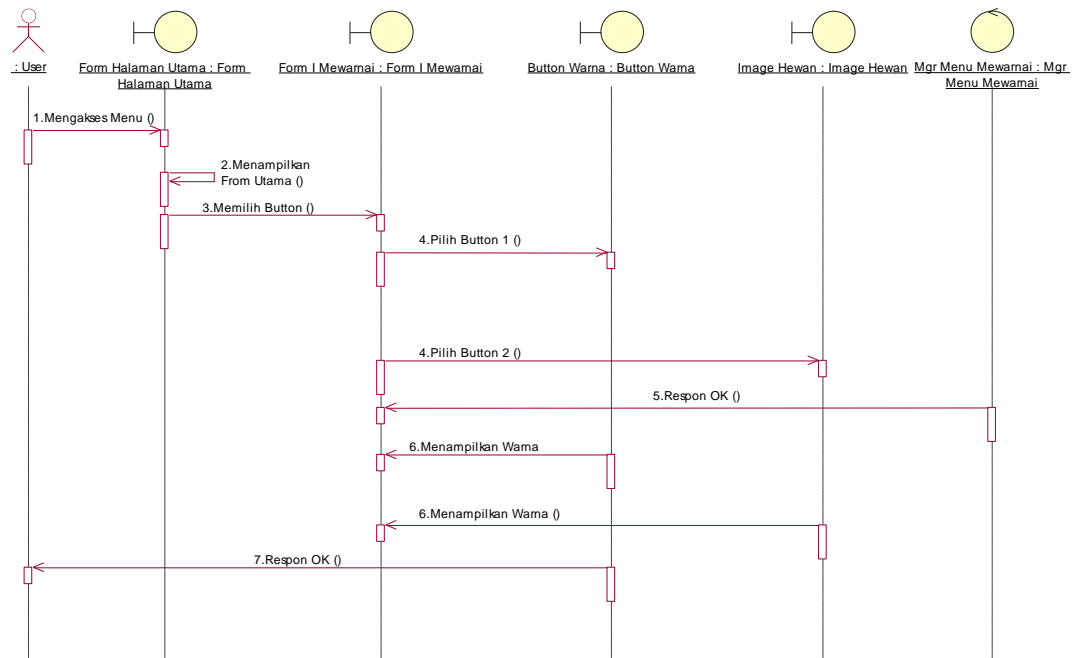 : User
Form Halaman Utama : Form
Halaman Utama
Form I Mewarnai : Form I Mewarnai
Button Warna : Button Warna
Image Hewan : Image Hewan
Mgr Menu Mewarnai : Mgr
Menu Mewarnai
1.Mengakses Menu ()
2.Menampilkan
From Utama ()
3.Memilih Button ()
4.Pilih Button 1 ()
4.Pilih Button 2 ()
5.Respon OK ()
6.Menampilkan Warna
6.Menampilkan Warna ()
7.Respon OK ()